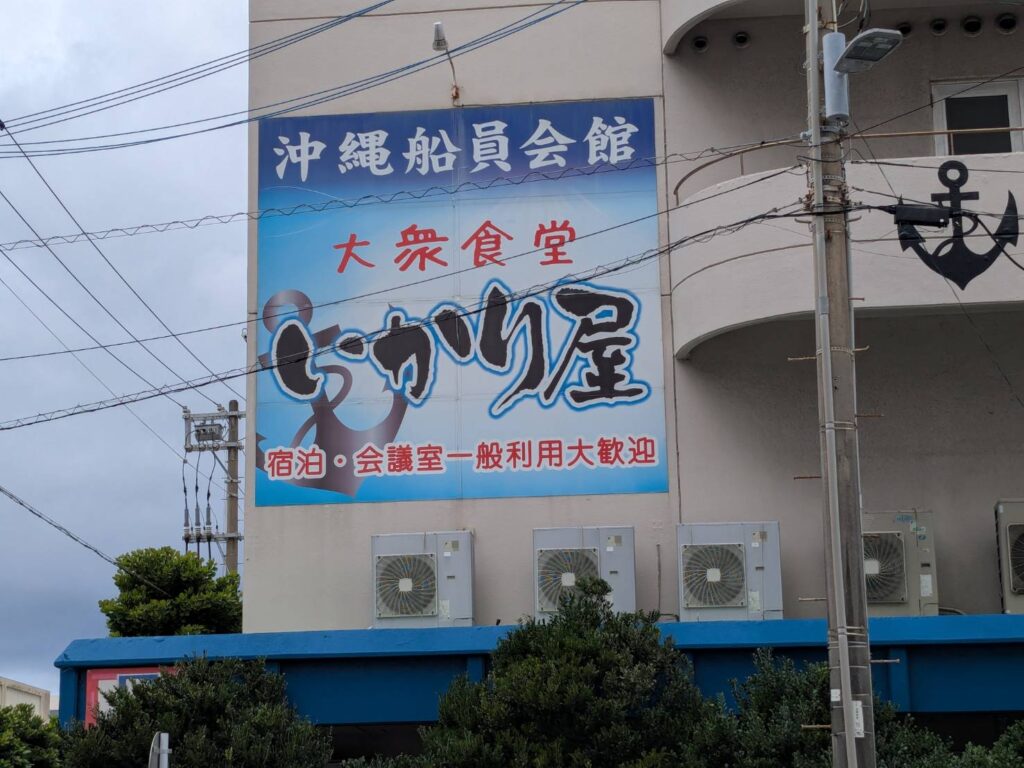 沖縄船員会館
大衆食堂
いかり屋
宿泊・会議室一般利用大歓迎